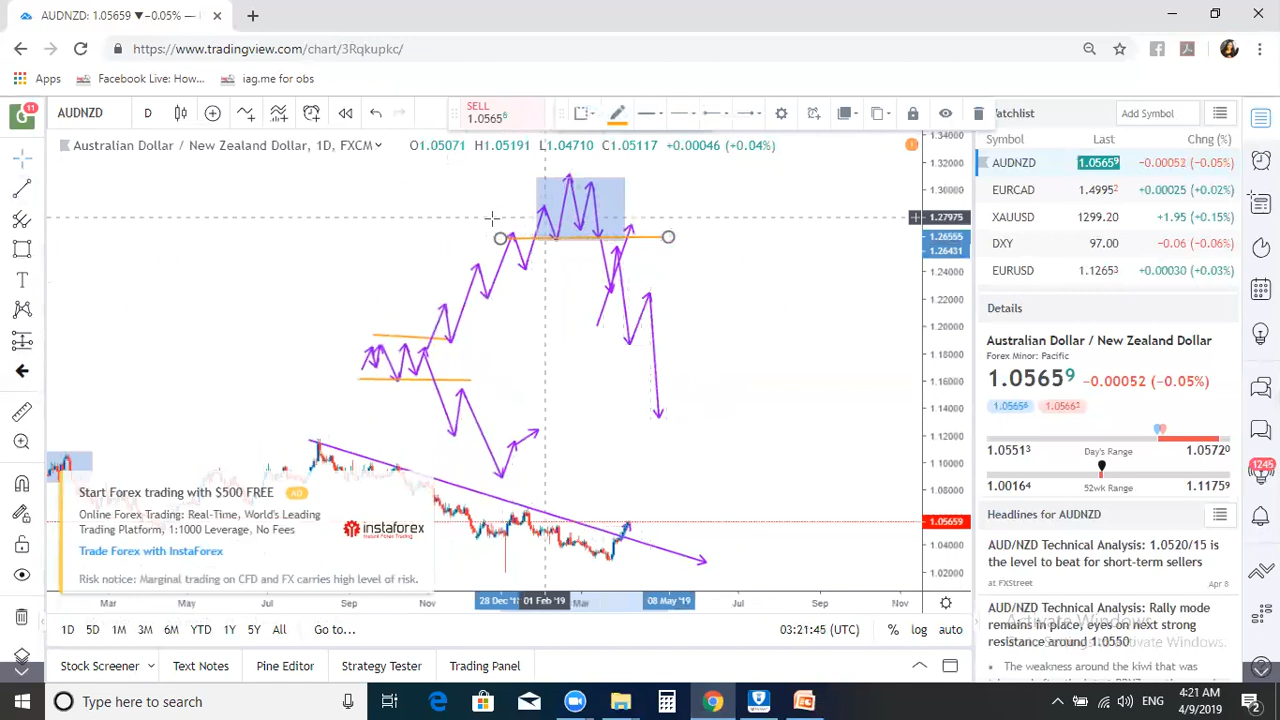 AUDNZD: 1.05659 ▼−0.05% —
https://www.tradingview.com/chart/3Rqkupkc/
Apps Facebook Live: How... iag.me for obs
11
AUDNZD D SELL 1.05656
Watchlist Add Symbol
Australian Dollar / New Zealand Dollar, 1D, FXCM O1.05071 H1.05191 L1.04710 C1.05117 +0.00046 (+0.04%)
Symbol Last Chng (%)
AUDNZD 1.05659 −0.00052 (−0.05%)
EURCAD 1.49952 +0.00025 (+0.02%)
XAUUSD 1299.20 +1.95 (+0.15%)
DXY 97.00 −0.06 (−0.06%)
EURUSD 1.12653 +0.00030 (+0.03%)
1.34000
1.32000
1.30000
1.27975
1.26555
1.26431
1.24000
1.22000
1.20000
1.18000
1.16000
1.14000
1.12000
1.10000
1.08000
1.05659
1.04000
1.02000
Details
Australian Dollar / New Zealand Dollar
Forex Minor: Pacific
1.05659 −0.00052 (−0.05%)
1.05513 Day's Range 1.05720
1.00164 52wk Range 1.11759
1245
Headlines for AUDNZD
AUD/NZD Technical Analysis: 1.0520/15 is
the level to beat for short-term sellers
at FXStreet Apr 8
AUD/NZD Technical Analysis: Rally mode
remains in place, eyes on next strong
resistance around 1.0550
The weakness around the kiwi that was
Activate Windows
Start Forex trading with $500 FREE AD
Online Forex Trading: Real-Time, World's Leading
Trading Platform, 1:1000 Leverage, No Fees
instaforex
Instant Forex Trading
Trade Forex with InstaForex
Risk notice: Marginal trading on CFD and FX carries high level of risk.
Mar May Jul Sep Nov 28 Dec '1 01 Feb '19 Mar 08 May '19 Jul Sep Nov
1D 5D 1M 3M 6M YTD 1Y 5Y All Go to... 03:21:45 (UTC) % log auto
Stock Screener Text Notes Pine Editor Strategy Tester Trading Panel
Type here to search
ENG
4:21 AM
4/9/2019